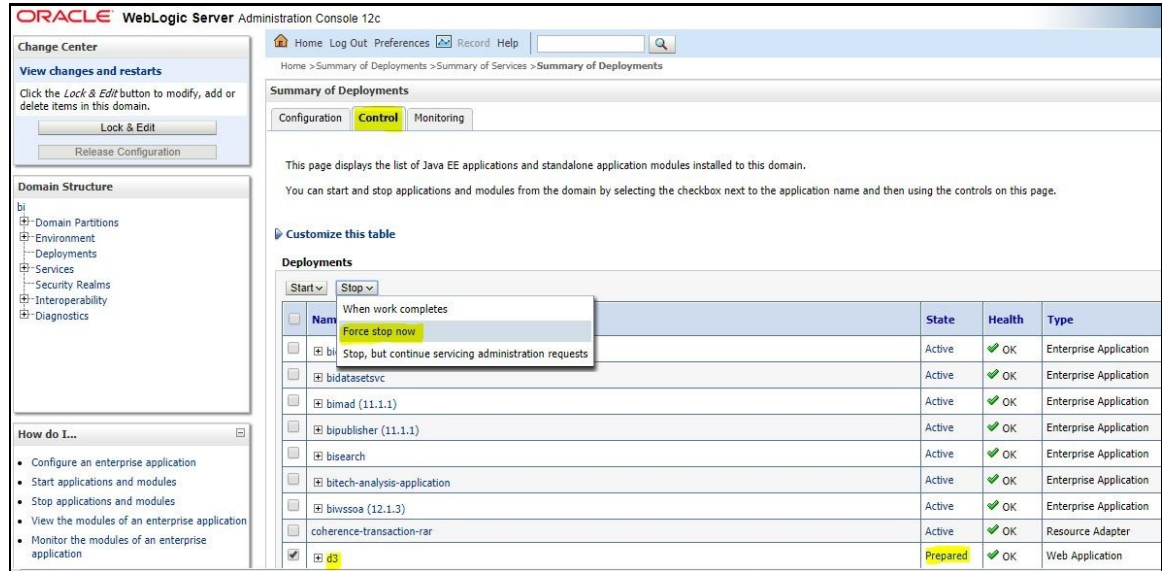 ORACLE WebLogic Server Administration Console 12c
Change Center
View changes and restarts
Click the Lock & Edit button to modify, add or
delete items in this domain.
Lock & Edit
Release Configuration
Domain Structure
bi
Domain Partitions
Environment
Deployments
Services
Security Realms
Interoperability
Diagnostics
How do I...
Configure an enterprise application
Start applications and modules
Stop applications and modules
View the modules of an enterprise application
Monitor the modules of an enterprise
application
Home Log Out Preferences Record Help
Home >Summary of Deployments >Summary of Services >Summary of Deployments
Summary of Deployments
Configuration Control Monitoring
This page displays the list of Java EE applications and standalone application modules installed to this domain.
You can start and stop applications and modules from the domain by selecting the checkbox next to the application name and then using the controls on this page.
Customize this table
Deployments
Start Stop
When work completes
Force stop now
Stop, but continue servicing administration requests
State Health Type
Active OK Enterprise Application
bidatasetsvc Active OK Enterprise Application
bimad (11.1.1) Active OK Enterprise Application
bipublisher (11.1.1) Active OK Enterprise Application
bisearch Active OK Enterprise Application
bitech-analysis-application Active OK Enterprise Application
biwssoa (12.1.3) Active OK Enterprise Application
coherence-transaction-rar Active OK Resource Adapter
d3 Prepared OK Web Application